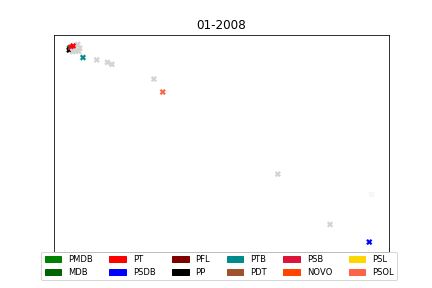 01-2008
PMDB PT PFL PTB PSB PSL
MDB PSDB PP PDT NOVO PSOL